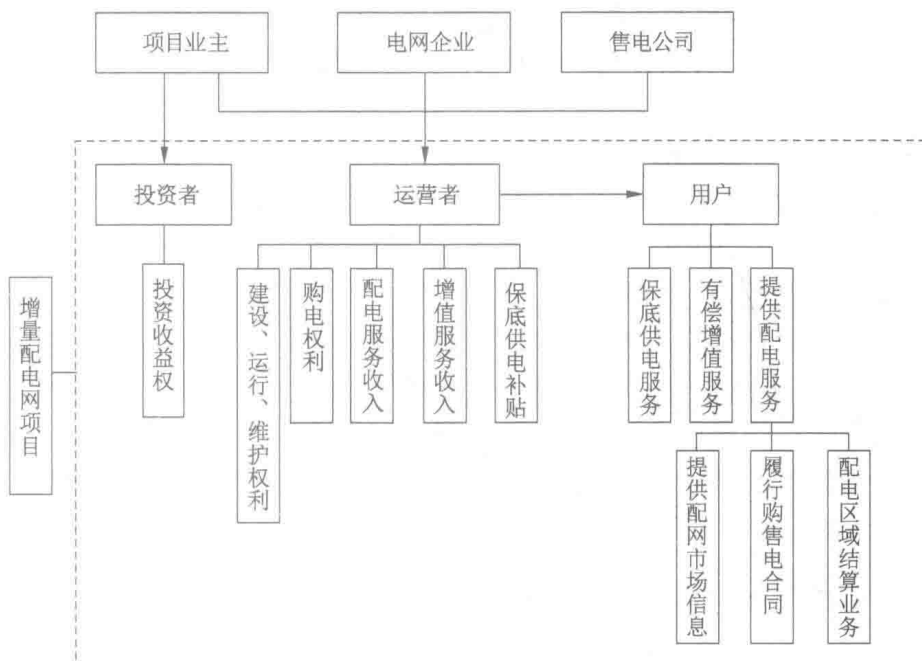 项目业主
电网企业
售电公司
投资者
运营者
用户
增量配电网项目
投资收益权
建设、运行、维护权利
购电权利
配电服务收入
增值服务收入
保底供电补贴
保底供电服务
有偿增值服务
提供配电服务
提供配网市场信息
履行购售电合同
配电区域结算业务